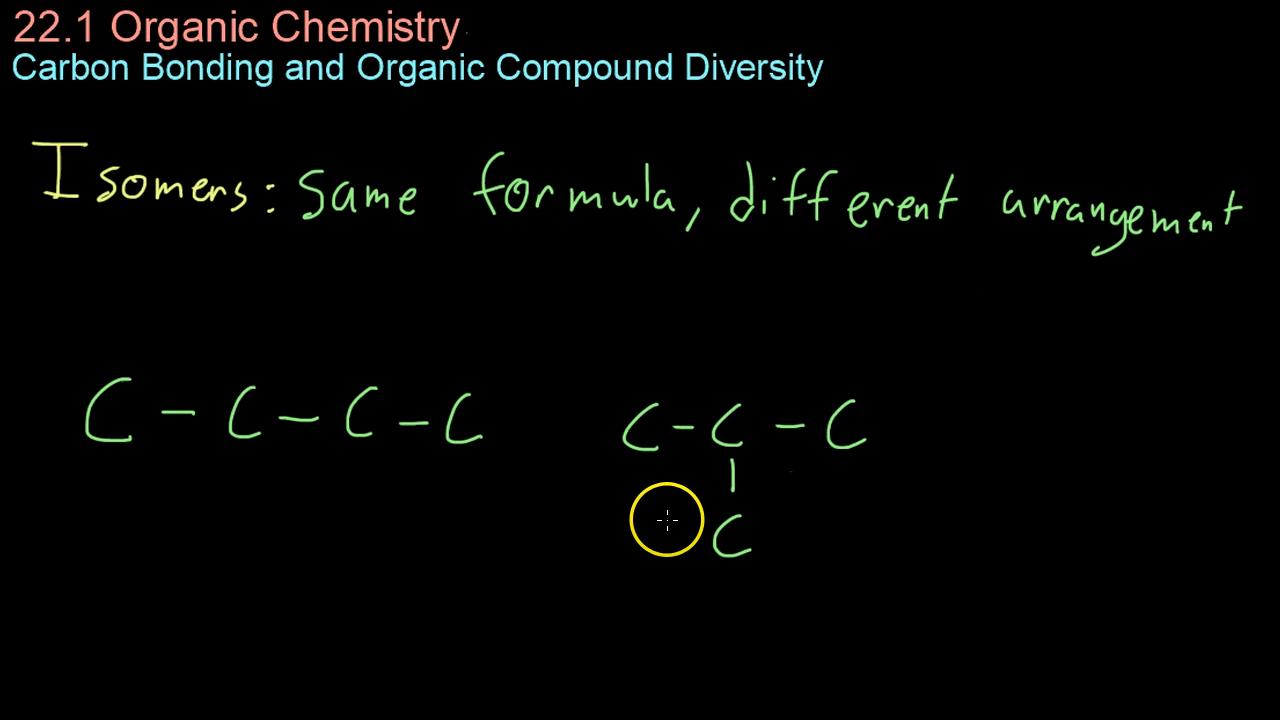 22.1 Organic Chemistry
Carbon Bonding and Organic Compound Diversity
Isomers: Same formula, different arrangement
C - C - C - C C - C - C
|
C